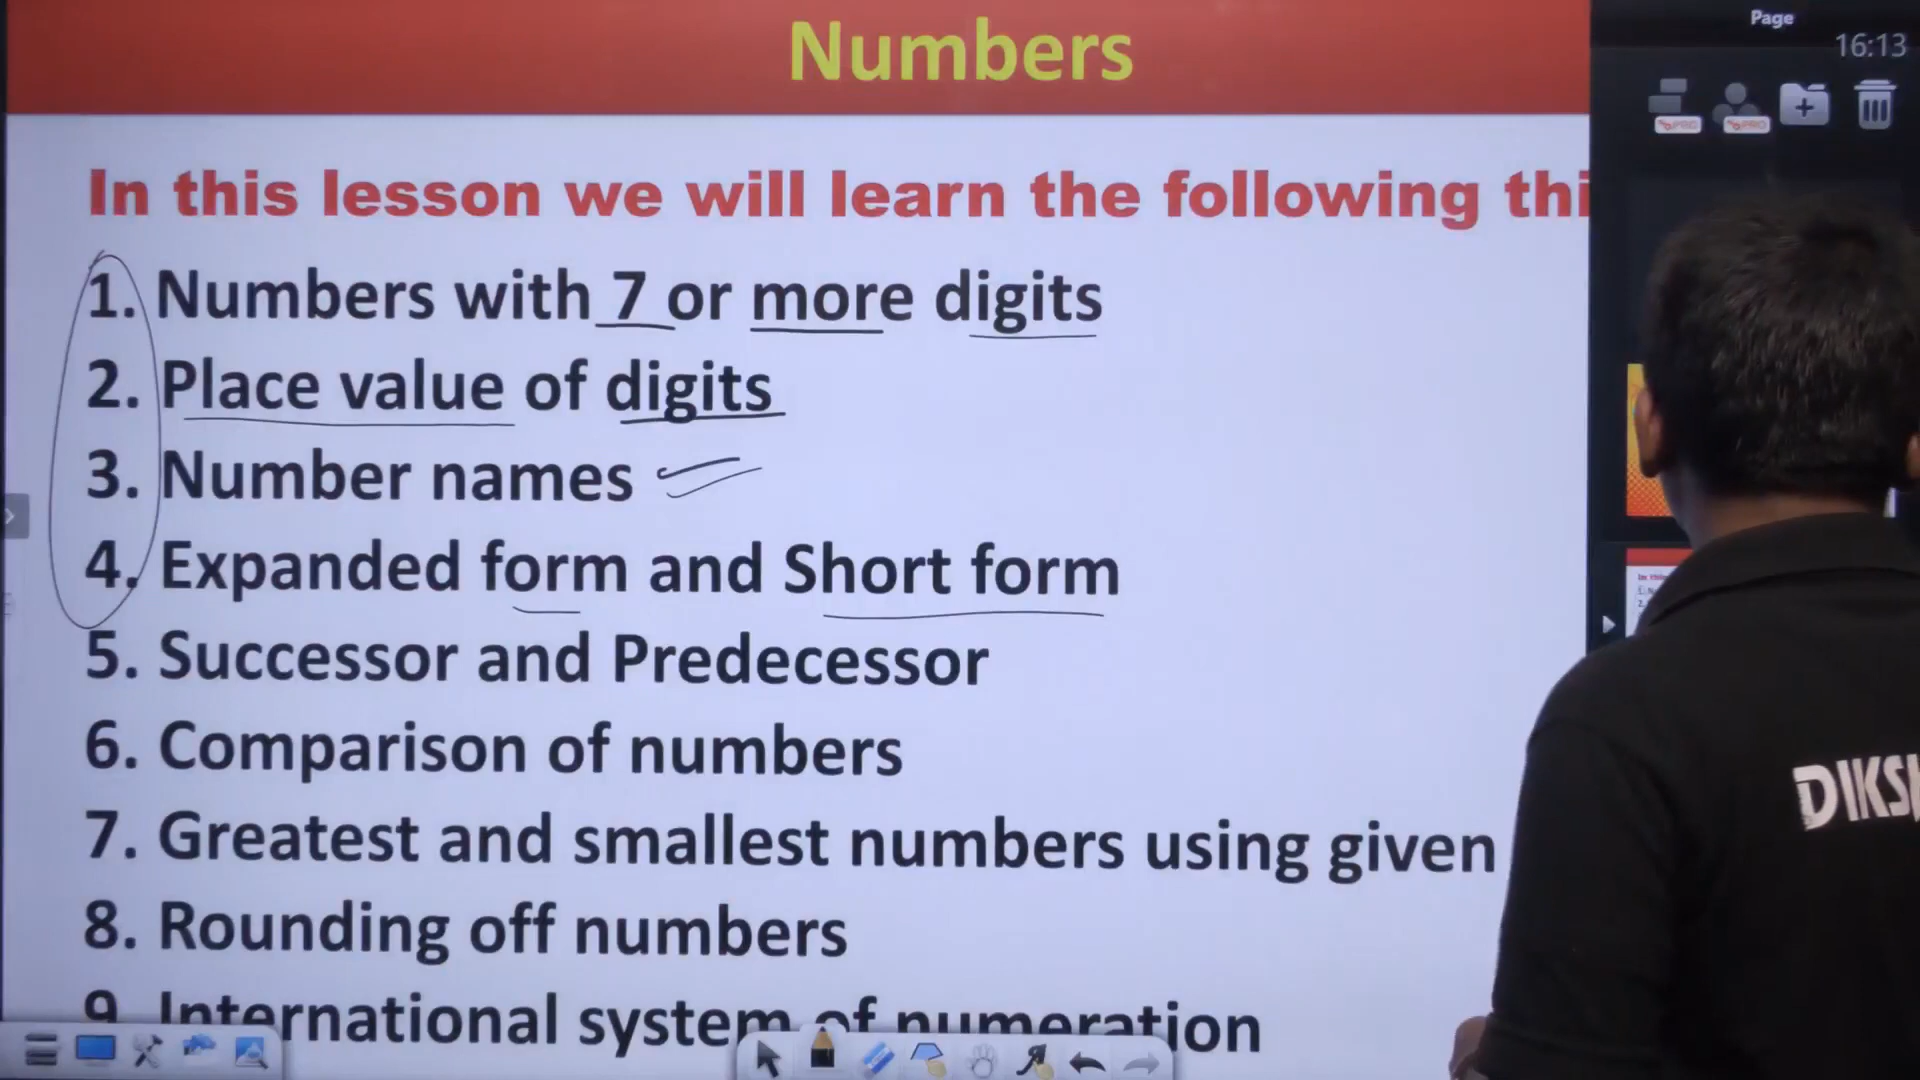 Numbers
Page
16:13
In this lesson we will learn the following
1. Numbers with 7 or more digits
2. Place value of digits
3. Number names
4. Expanded form and Short form
5. Successor and Predecessor
6. Comparison of numbers
7. Greatest and smallest numbers using given
8. Rounding off numbers
9. International system of numeration